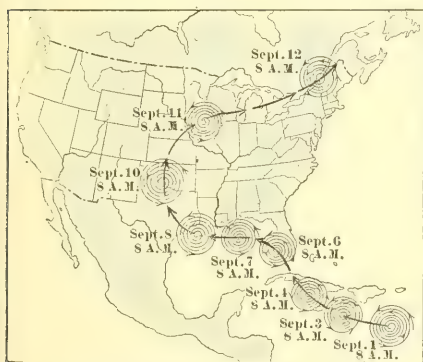 Sept.12
8 A.M.
Sept.11
8 A.M.
Sept.10
8 A.M.
Sept.8
8 A.M.
Sept.7
8 A.M.
Sept.6
8 A.M.
Sept.4
8 A.M.
Sept.3
8 A.M.
Sept.1
8 A.M.